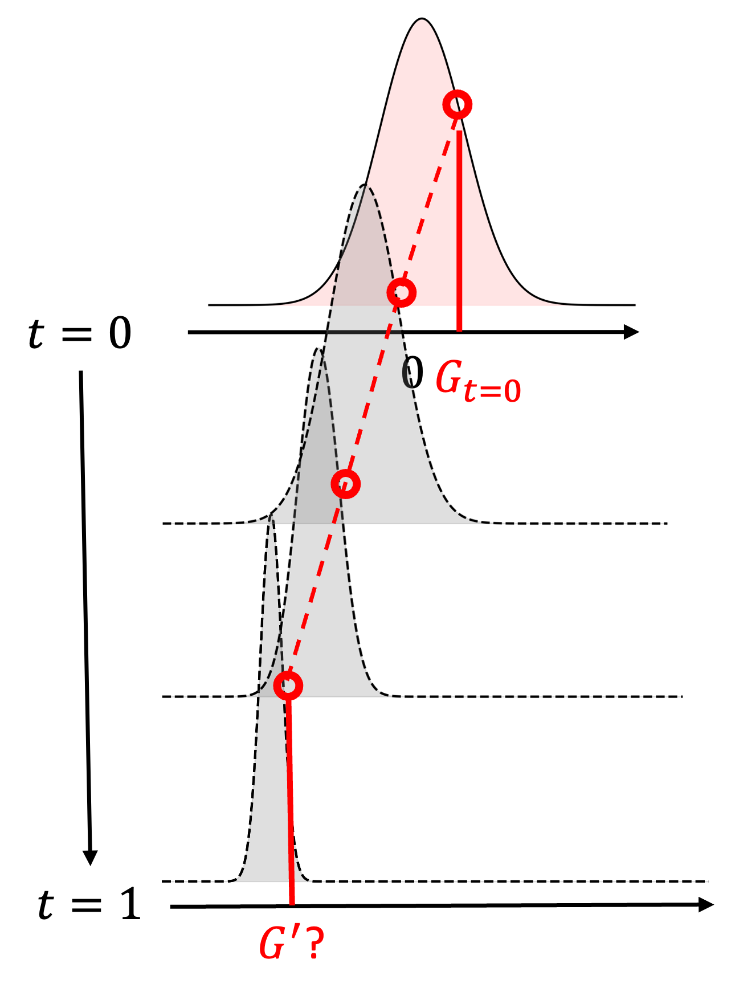 t = 0
0 G_{t=0}
t = 1
G′?